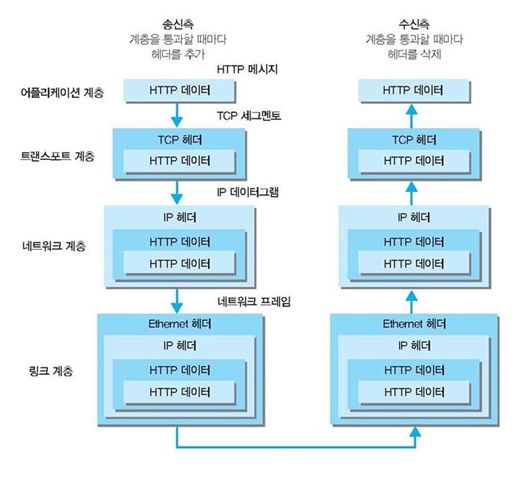 송신측
계층을 통과할 때마다
헤더를 추가
수신측
계층을 통과할 때마다
헤더를 삭제
HTTP 메시지
어플리케이션 계층
HTTP 데이터
HTTP 데이터
TCP 세그멘토
트랜스포트 계층
TCP 헤더
HTTP 데이터
TCP 헤더
HTTP 데이터
IP 데이터그램
네트워크 계층
IP 헤더
HTTP 데이터
HTTP 데이터
IP 헤더
HTTP 데이터
HTTP 데이터
네트워크 프레임
링크 계층
Ethernet 헤더
IP 헤더
HTTP 데이터
HTTP 데이터
Ethernet 헤더
IP 헤더
HTTP 데이터
HTTP 데이터